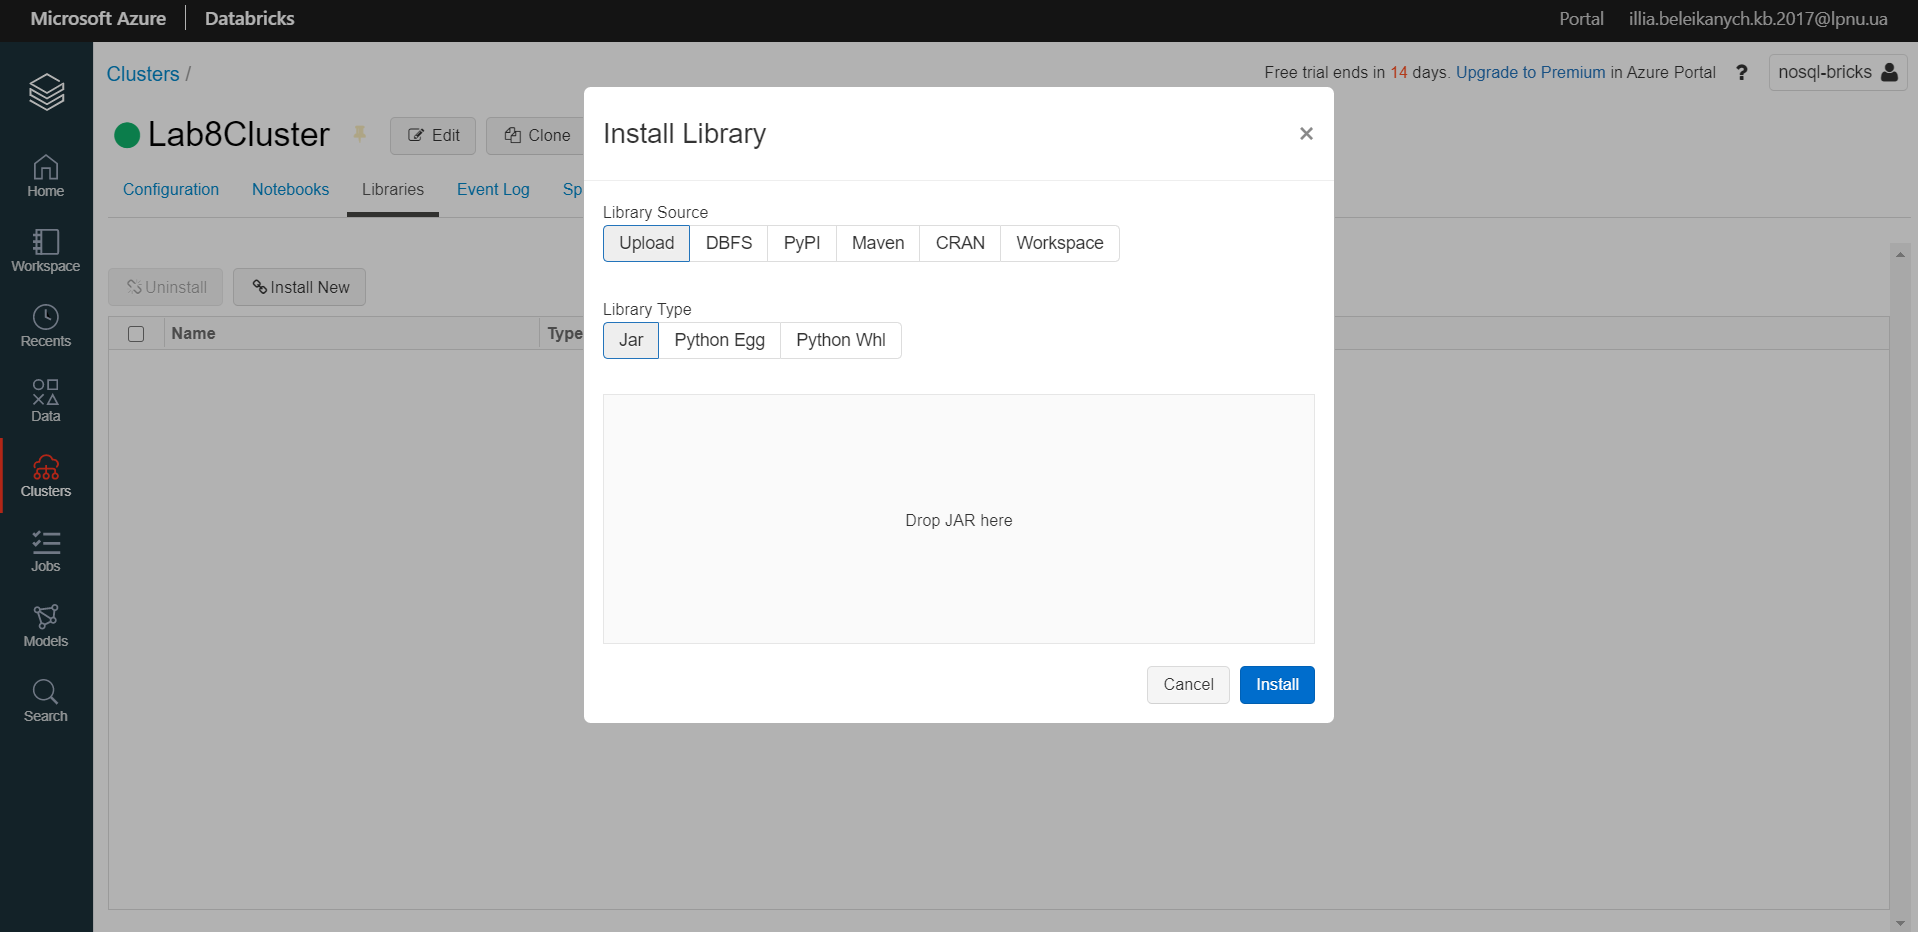 Microsoft Azure Databricks Portal illia.beleikanych.kb.2017@lpnu.ua
Clusters / Free trial ends in 14 days. Upgrade to Premium in Azure Portal ? nosql-bricks
Lab8Cluster Edit Clone
Configuration Notebooks Libraries Event Log Sp
Uninstall Install New
Name Type
Home
Workspace
Recents
Data
Clusters
Jobs
Models
Search
Install Library ×
Library Source
Upload DBFS PyPI Maven CRAN Workspace
Library Type
Jar Python Egg Python Whl
Drop JAR here
Cancel Install